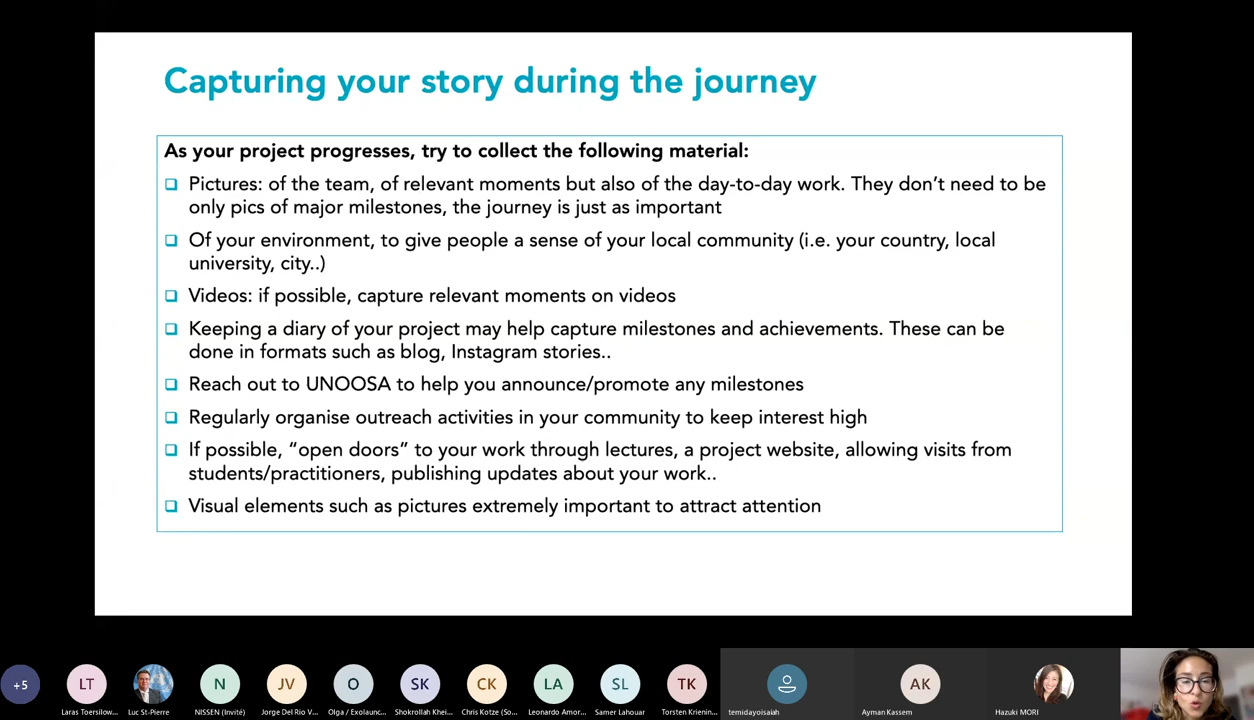 Capturing your story during the journey
As your project progresses, try to collect the following material:
❑ Pictures: of the team, of relevant moments but also of the day-to-day work. They don’t need to be
only pics of major milestones, the journey is just as important
❑ Of your environment, to give people a sense of your local community (i.e. your country, local
university, city..)
❑ Videos: if possible, capture relevant moments on videos
❑ Keeping a diary of your project may help capture milestones and achievements. These can be
done in formats such as blog, Instagram stories..
❑ Reach out to UNOOSA to help you announce/promote any milestones
❑ Regularly organise outreach activities in your community to keep interest high
❑ If possible, “open doors” to your work through lectures, a project website, allowing visits from
students/practitioners, publishing updates about your work..
❑ Visual elements such as pictures extremely important to attract attention
+5 LT N JV O SK CK LA SL TK AK
Laras Toersilow... Luc St-Pierre NISSEN (Invité) Jorge Del Rio V... Olga / Exolaunc... Shokrollah Khei... Chris Kotze (So... Leonardo Amor... Samer Lahouar Torsten Krienin... temidayoisaiah Ayman Kassem Hazuki MORI